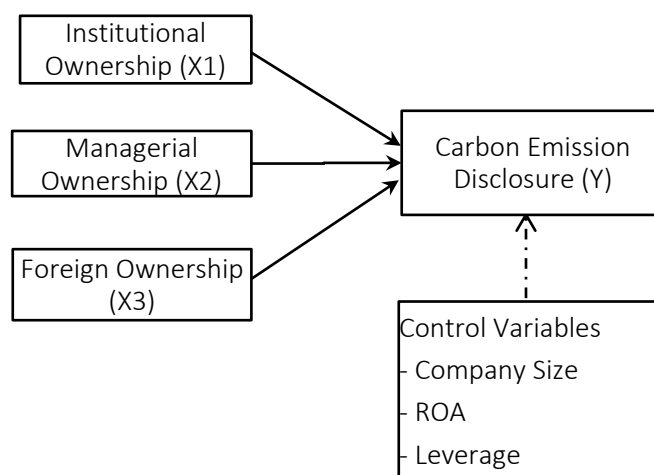 Institutional
Ownership (X1)
Managerial
Ownership (X2)
Foreign Ownership
(X3)
Carbon Emission
Disclosure (Y)
Control Variables
- Company Size
- ROA
- Leverage